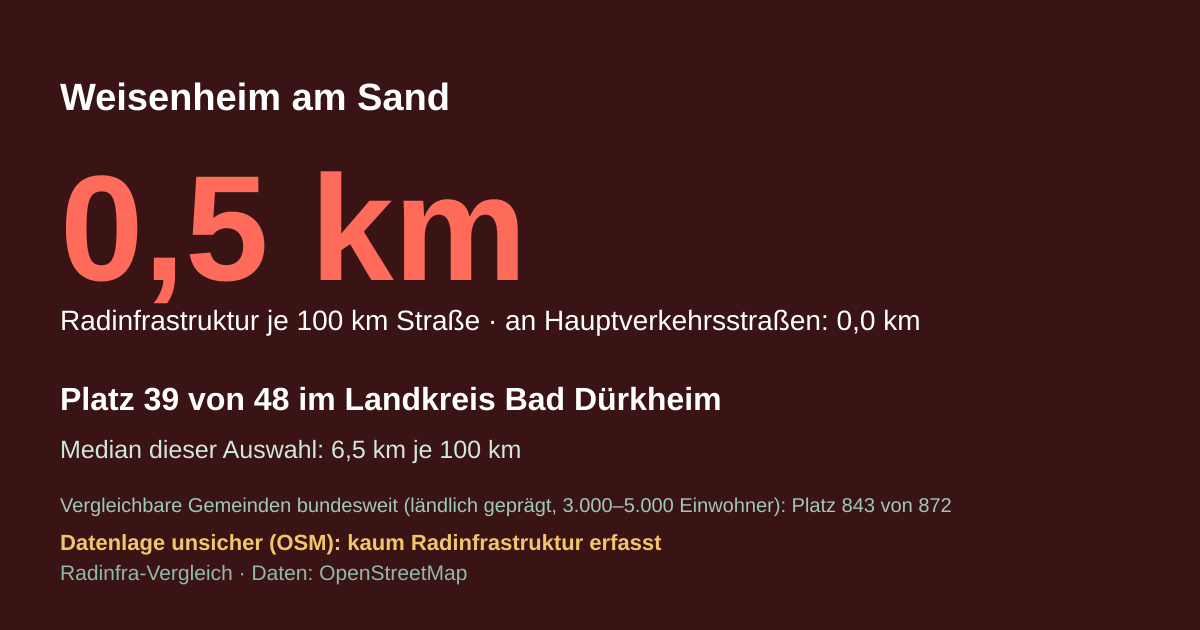 Weisenheim am Sand
0,5 km
Radinfrastruktur je 100 km Straße · an Hauptverkehrsstraßen: 0,0 km
Platz 39 von 48 im Landkreis Bad Dürkheim
Median dieser Auswahl: 6,5 km je 100 km
Vergleichbare Gemeinden bundesweit (ländlich geprägt, 3.000–5.000 Einwohner): Platz 843 von 872
Datenlage unsicher (OSM): kaum Radinfrastruktur erfasst
Radinfra-Vergleich · Daten: OpenStreetMap